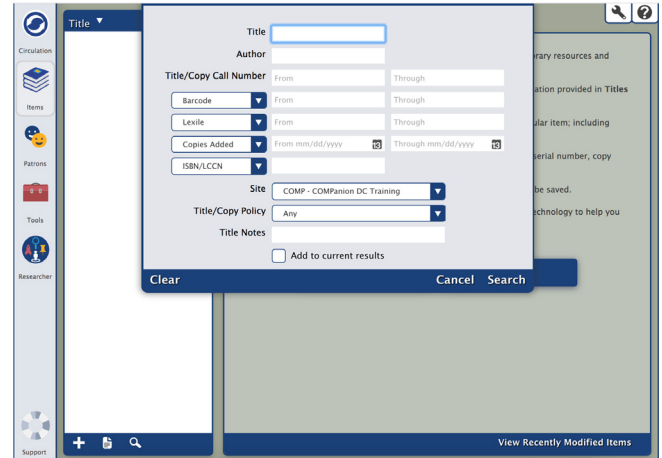 Circulation
Items
Patrons
Tools
Researcher
Support
Title
Title
Author
Title/Copy Call Number From Through
Barcode From Through
Lexile From Through
Copies Added From mm/dd/yyyy 13 Through mm/dd/yyyy 13
ISBN/LCCN
Site COMP - COMPanion DC Training
Title/Copy Policy Any
Title Notes
Add to current results
Clear Cancel Search
rary resources and
ation provided in Titles
ular item; including
serial number, copy
be saved.
echnology to help you
View Recently Modified Items